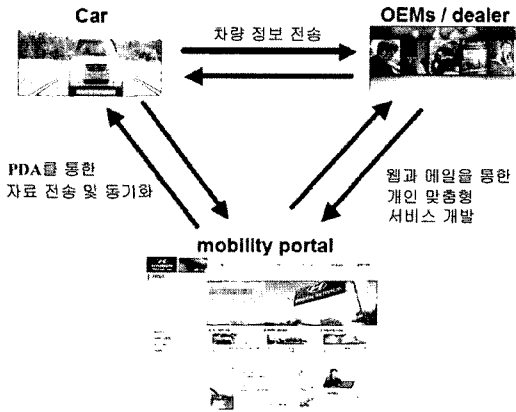 Car
OEMs / dealer
차량 정보 전송
PDA를 통한
자료 전송 및 동기화
웹과 메일을 통한
개인 맞춤형
서비스 개발
mobility portal